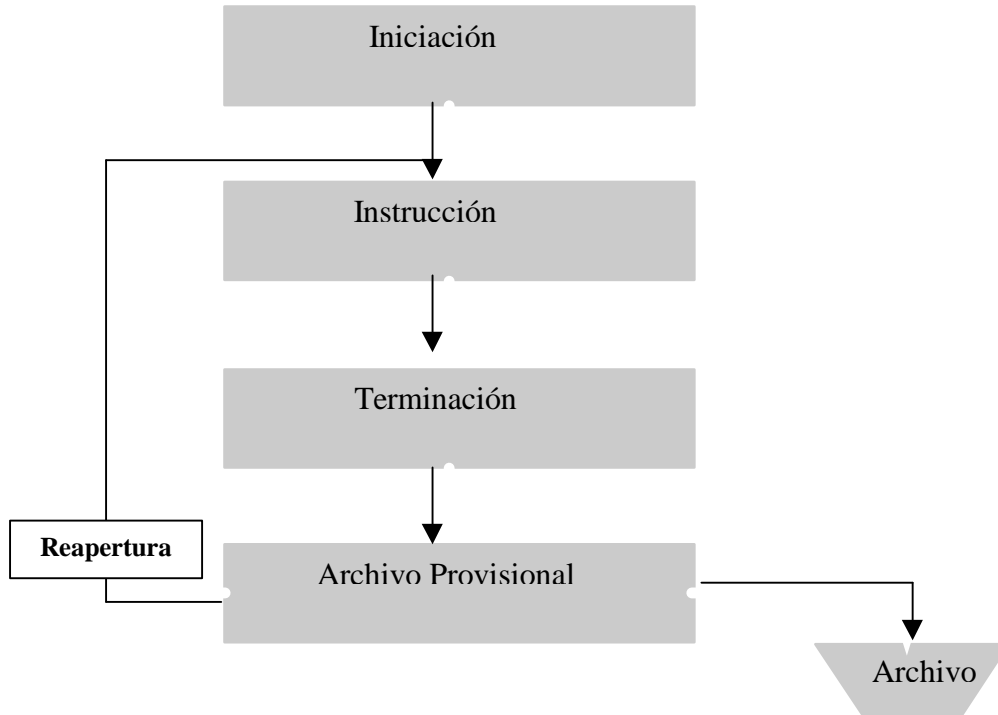 Iniciación
Instrucción
Terminación
Reapertura
Archivo Provisional
Archivo